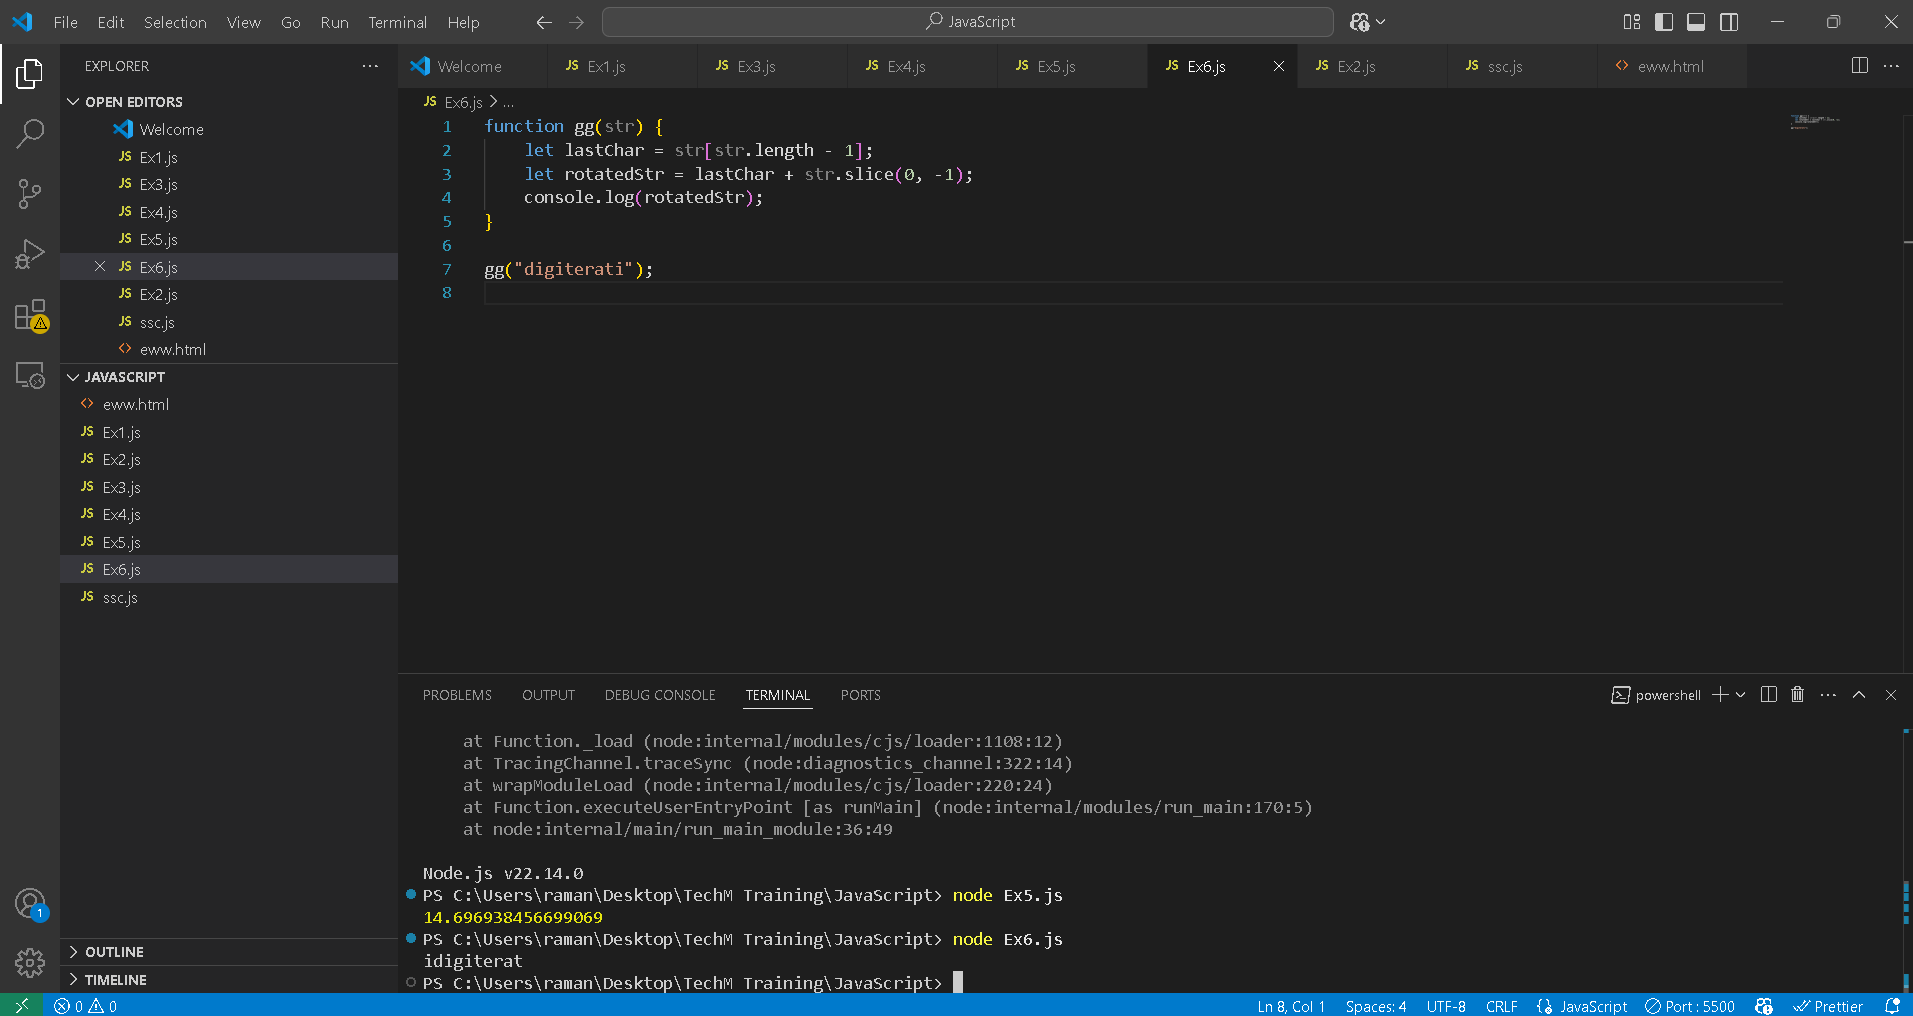 File Edit Selection View Go Run Terminal Help JavaScript
EXPLORER
OPEN EDITORS
Welcome
JS Ex1.js
JS Ex3.js
JS Ex4.js
JS Ex5.js
JS Ex6.js
JS Ex2.js
JS ssc.js
eww.html
JAVASCRIPT
eww.html
JS Ex1.js
JS Ex2.js
JS Ex3.js
JS Ex4.js
JS Ex5.js
JS Ex6.js
JS ssc.js
OUTLINE
TIMELINE
1
Welcome JS Ex1.js JS Ex3.js JS Ex4.js JS Ex5.js JS Ex6.js JS Ex2.js JS ssc.js eww.html
JS Ex6.js > ...
1 function gg(str) {
2     let lastChar = str[str.length - 1];
3     let rotatedStr = lastChar + str.slice(0, -1);
4     console.log(rotatedStr);
5 }
6
7 gg("digiterati");
8
PROBLEMS OUTPUT DEBUG CONSOLE TERMINAL PORTS powershell
at Function._load (node:internal/modules/cjs/loader:1108:12)
at TracingChannel.traceSync (node:diagnostics_channel:322:14)
at wrapModuleLoad (node:internal/modules/cjs/loader:220:24)
at Function.executeUserEntryPoint [as runMain] (node:internal/modules/run_main:170:5)
at node:internal/main/run_main_module:36:49
Node.js v22.14.0
PS C:\Users\raman\Desktop\TechM Training\JavaScript> node Ex5.js
14.696938456699069
PS C:\Users\raman\Desktop\TechM Training\JavaScript> node Ex6.js
idigiterat
PS C:\Users\raman\Desktop\TechM Training\JavaScript>
0 0 Ln 8, Col 1 Spaces: 4 UTF-8 CRLF JavaScript Port : 5500 Prettier